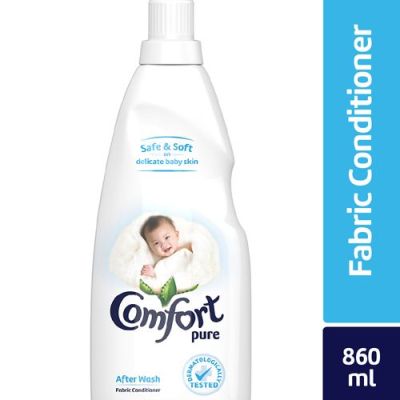 Safe & Soft
on
delicate baby skin
Comfort
pure
After Wash
Fabric Conditioner
DERMATOLOGICALLY
TESTED
Fabric Conditioner
860
ml